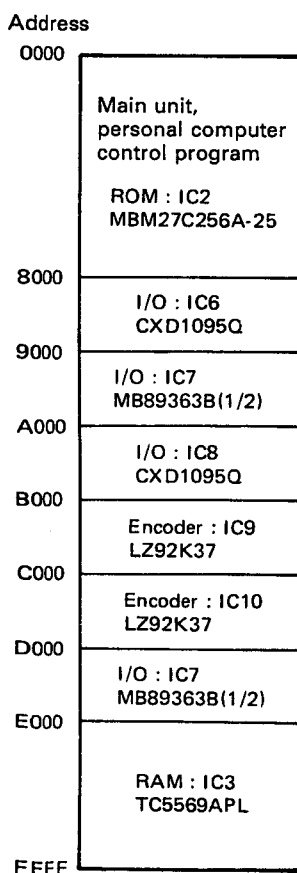 Address
0000
Main unit,
personal computer
control program
ROM : IC2
MBM27C256A-25
8000
I/O : IC6
CXD1095Q
9000
I/O : IC7
MB89363B(1/2)
A000
I/O : IC8
CXD1095Q
B000
Encoder : IC9
LZ92K37
C000
Encoder : IC10
LZ92K37
D000
I/O : IC7
MB89363B(1/2)
E000
RAM : IC3
TC5569APL
FFFF